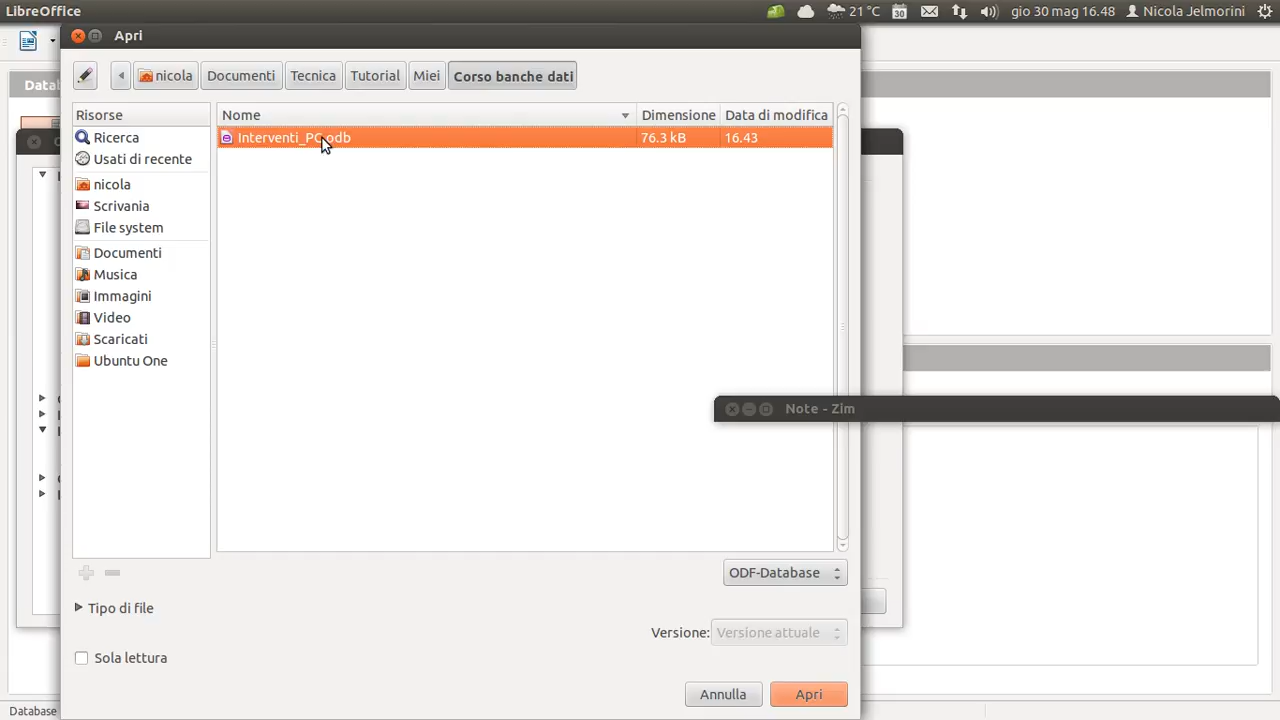 LibreOffice
21 °C
gio 30 mag 16.48
Nicola Jelmorini
Apri
nicola
Documenti
Tecnica
Tutorial
Miei
Corso banche dati
Datab
Risorse
Nome
Dimensione
Data di modifica
Ricerca
Interventi_PC.odb
76.3 kB
16.43
Usati di recente
nicola
Scrivania
File system
Documenti
Musica
Immagini
Video
Scaricati
Ubuntu One
Note - Zim
ODF-Database
Tipo di file
Versione:
Versione attuale
Sola lettura
Annulla
Apri
Database